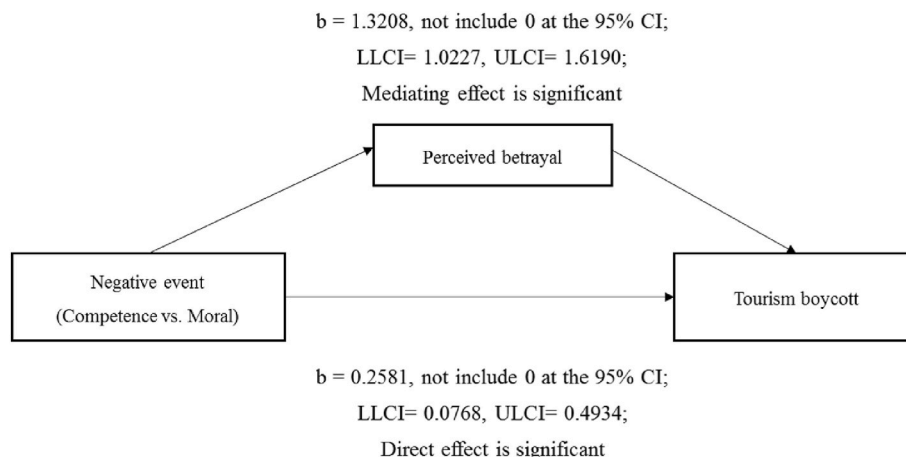 b = 1.3208, not include 0 at the 95% CI;
LLCI= 1.0227, ULCI = 1.6190;
Mediating effect is significant
Perceived betrayal
Negative event
(Competence vs. Moral)
Tourism boycott
b = 0.2581, not include 0 at the 95% CI;
LLCI= 0.0768, ULCI = 0.4934;
Direct effect is significant